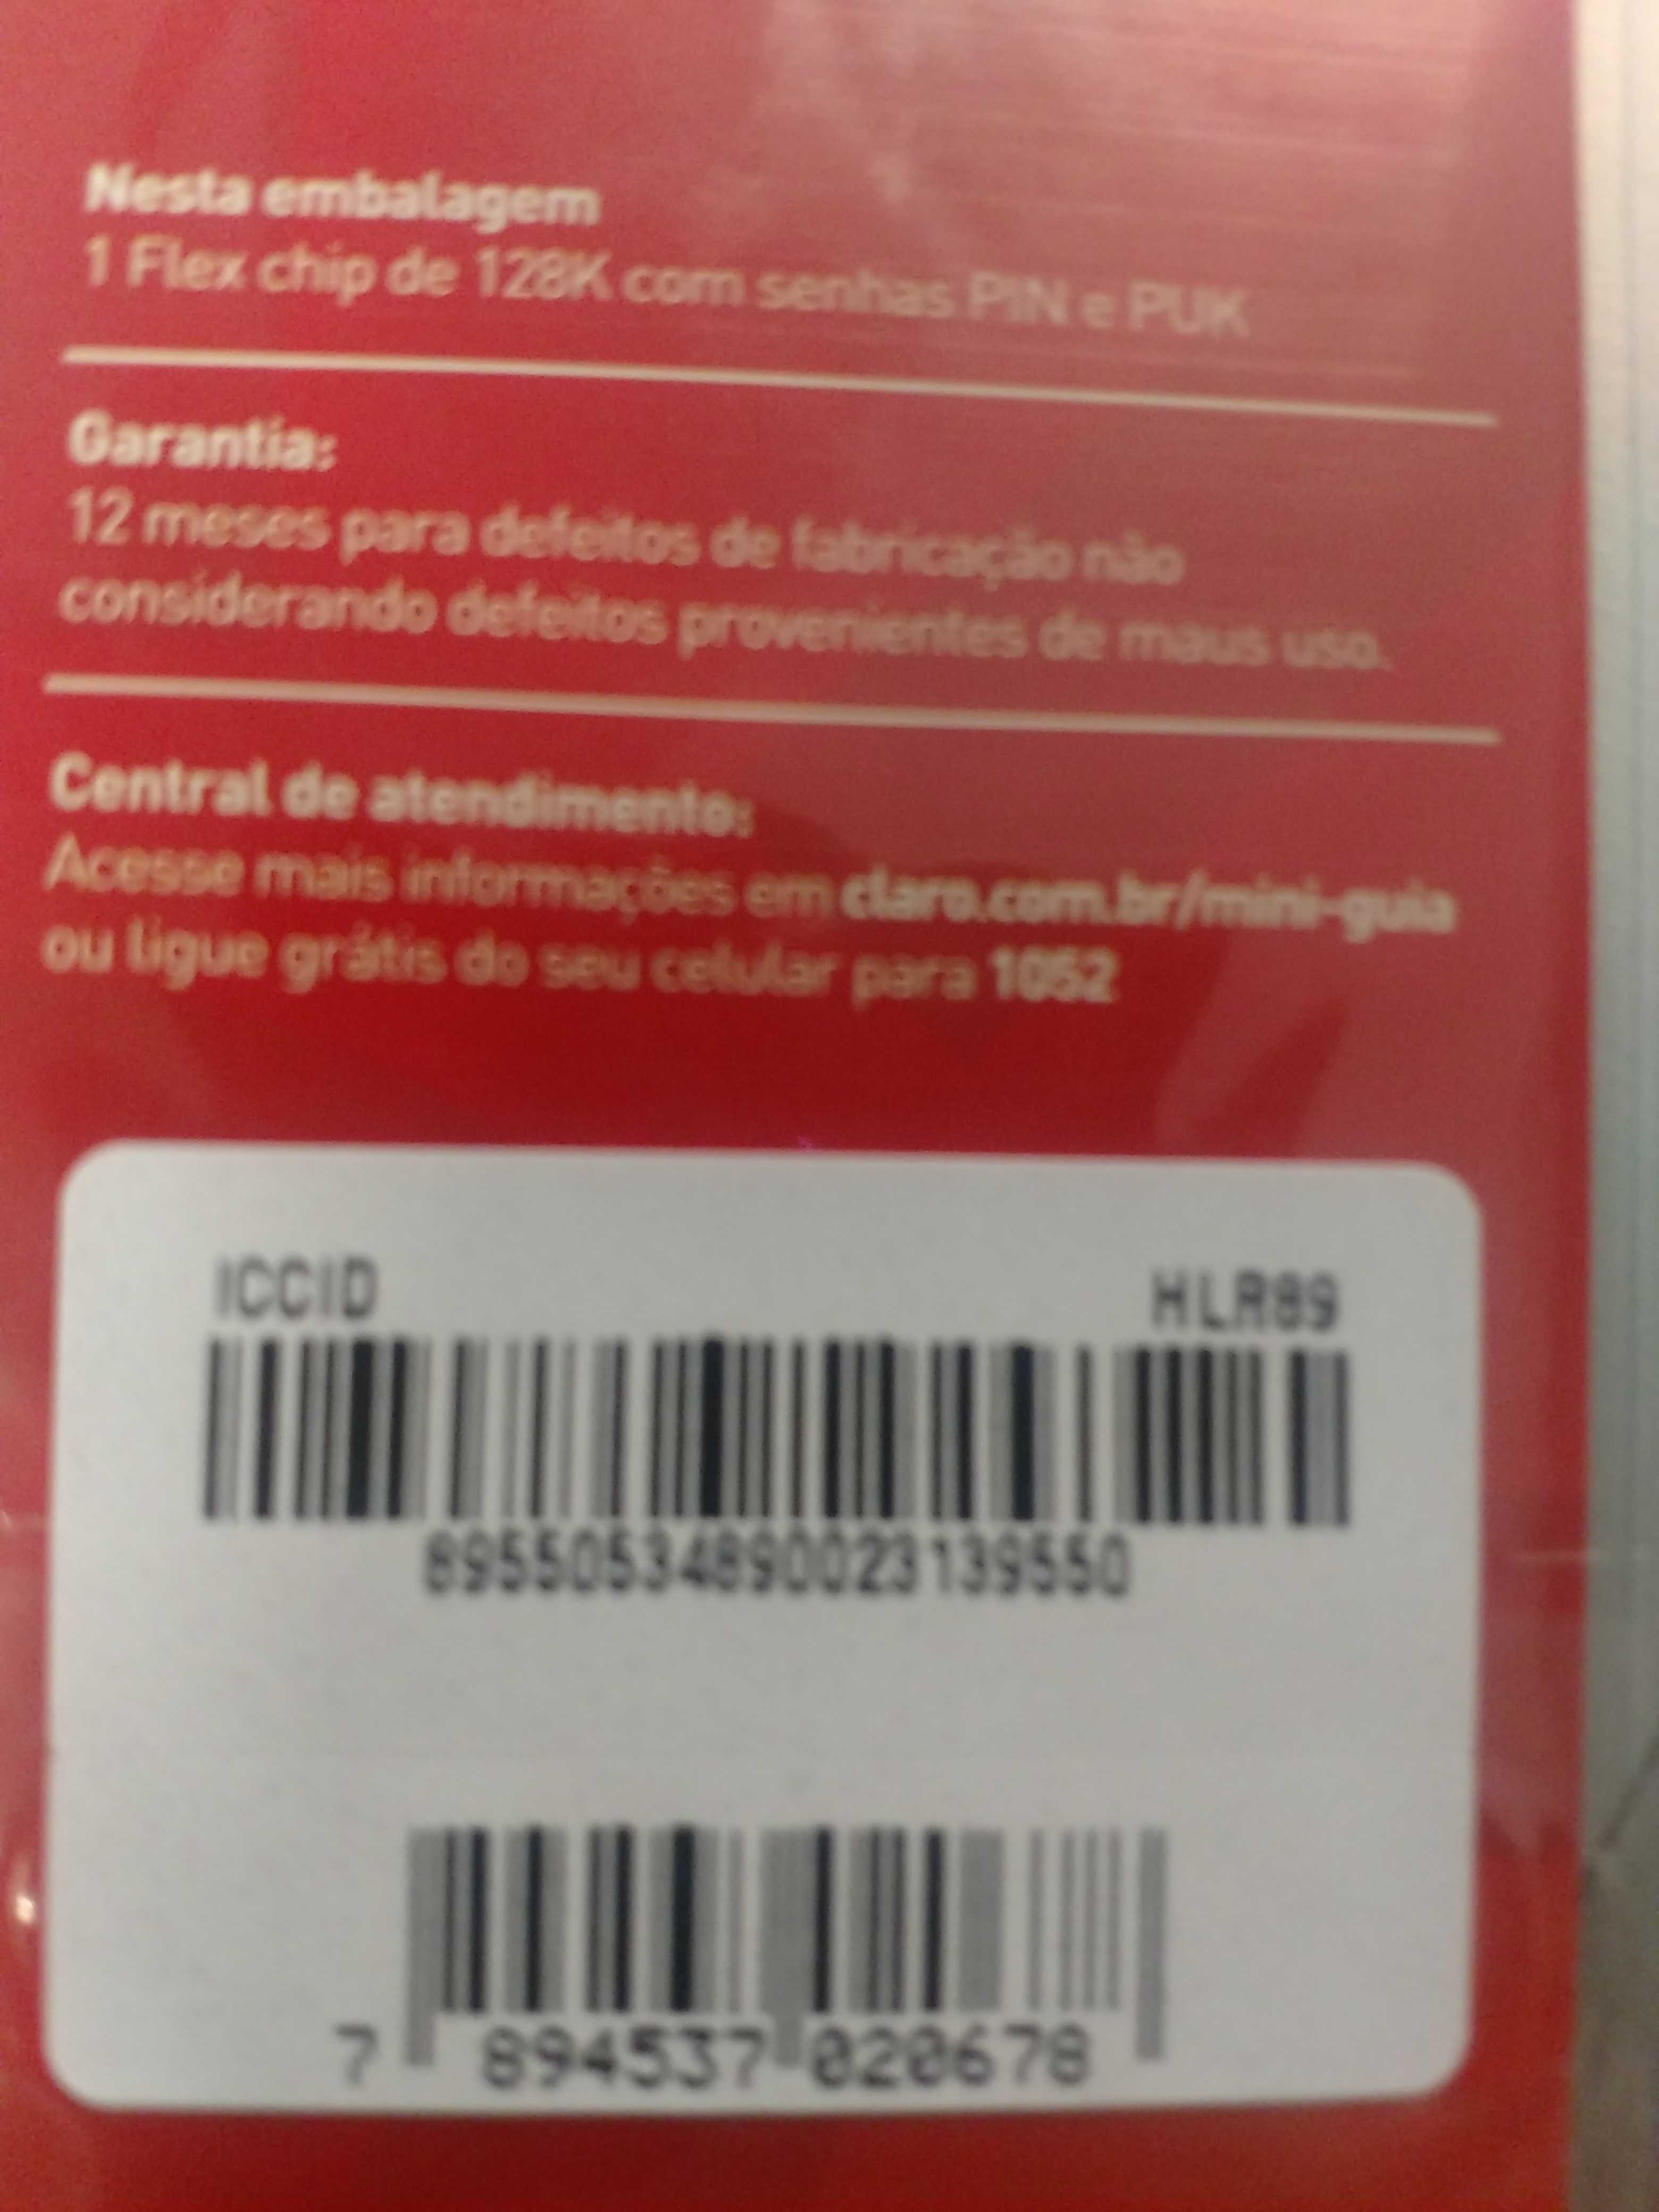 Nesta embalagem
1 Flex chip de 128K com senhas PIN e PUK
Garantia:
12 meses para defeitos de fabricação não
considerando defeitos provenientes de maus uso.
Central de atendimento:
Acesse mais informações em claro.com.br/mini-guia
ou ligue grátis do seu celular para 1052
ICCID HLR89
89550534890023139550
7 894537 020678